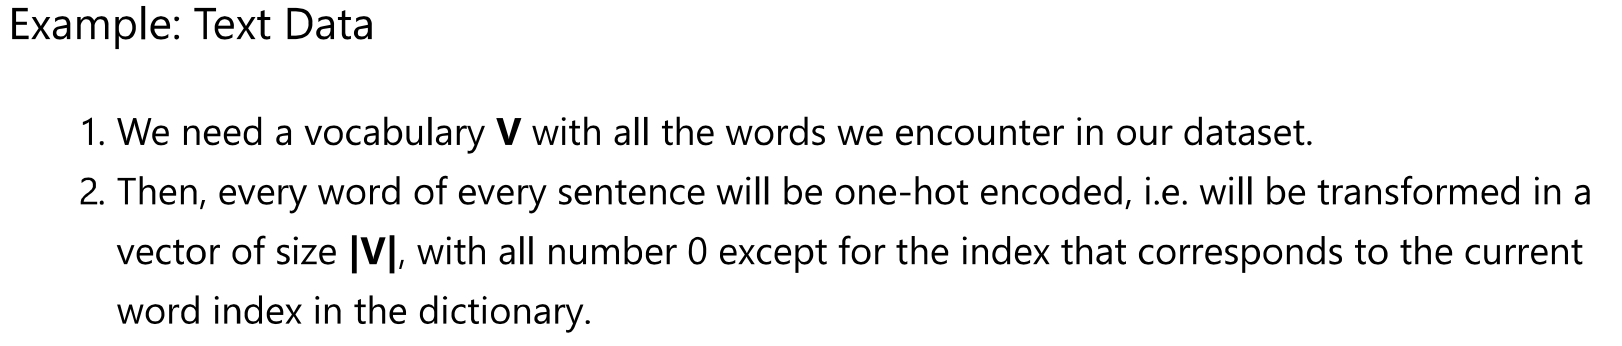 Example: Text Data
1. We need a vocabulary V with all the words we encounter in our dataset.
2. Then, every word of every sentence will be one-hot encoded, i.e. will be transformed in a
vector of size |V|, with all number 0 except for the index that corresponds to the current
word index in the dictionary.